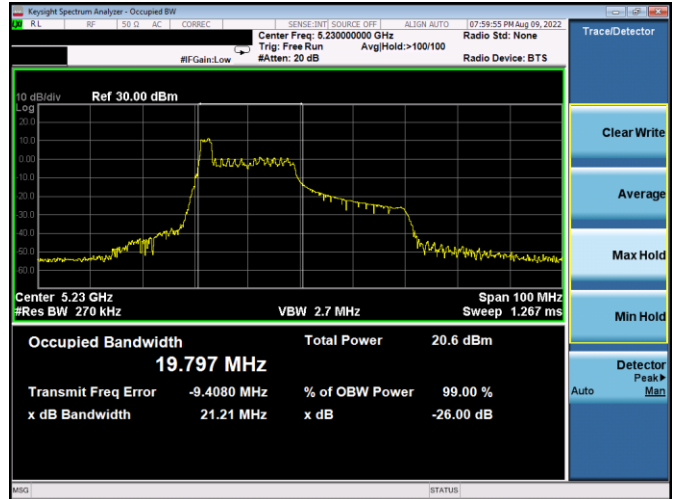 Keysight Spectrum Analyzer - Occupied BW
RL RF 50 Ω AC CORREC SENSE:INT SOURCE OFF ALIGN AUTO 07:59:55 PM Aug 09, 2022
Center Freq: 5.230000000 GHz Radio Std: None
Trig: Free Run Avg|Hold:>100/100
#IFGain:Low #Atten: 20 dB Radio Device: BTS
10 dB/div Ref 30.00 dBm
Log
20.0
10.0
0.00
-10.0
-20.0
-30.0
-40.0
-50.0
-60.0
Center 5.23 GHz Span 100 MHz
#Res BW 270 kHz VBW 2.7 MHz Sweep 1.267 ms
Occupied Bandwidth Total Power 20.6 dBm
19.797 MHz
Transmit Freq Error -9.4080 MHz % of OBW Power 99.00 %
x dB Bandwidth 21.21 MHz x dB -26.00 dB
MSG STATUS
Trace/Detector
Clear Write
Average
Max Hold
Min Hold
Detector
Peak▶
Auto Man